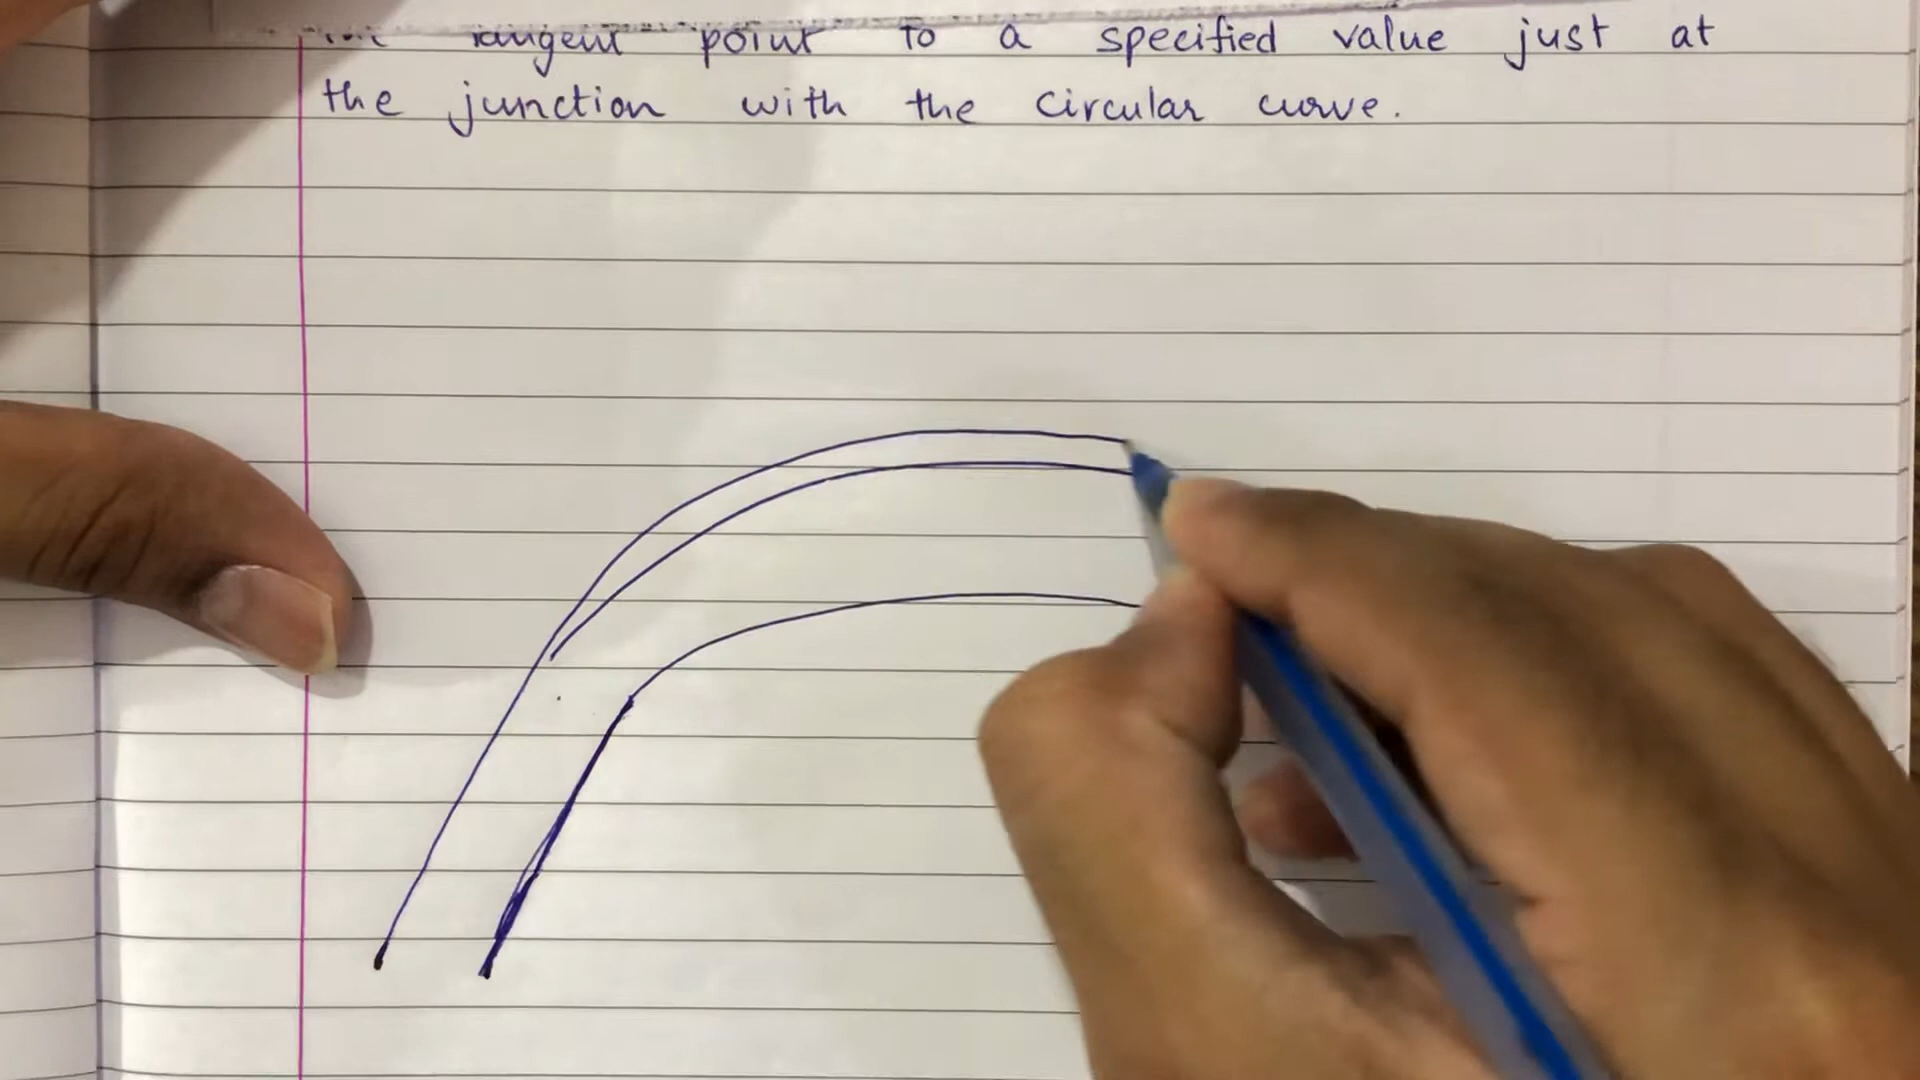 tangent point to a specified value just at
the junction with the circular curve.